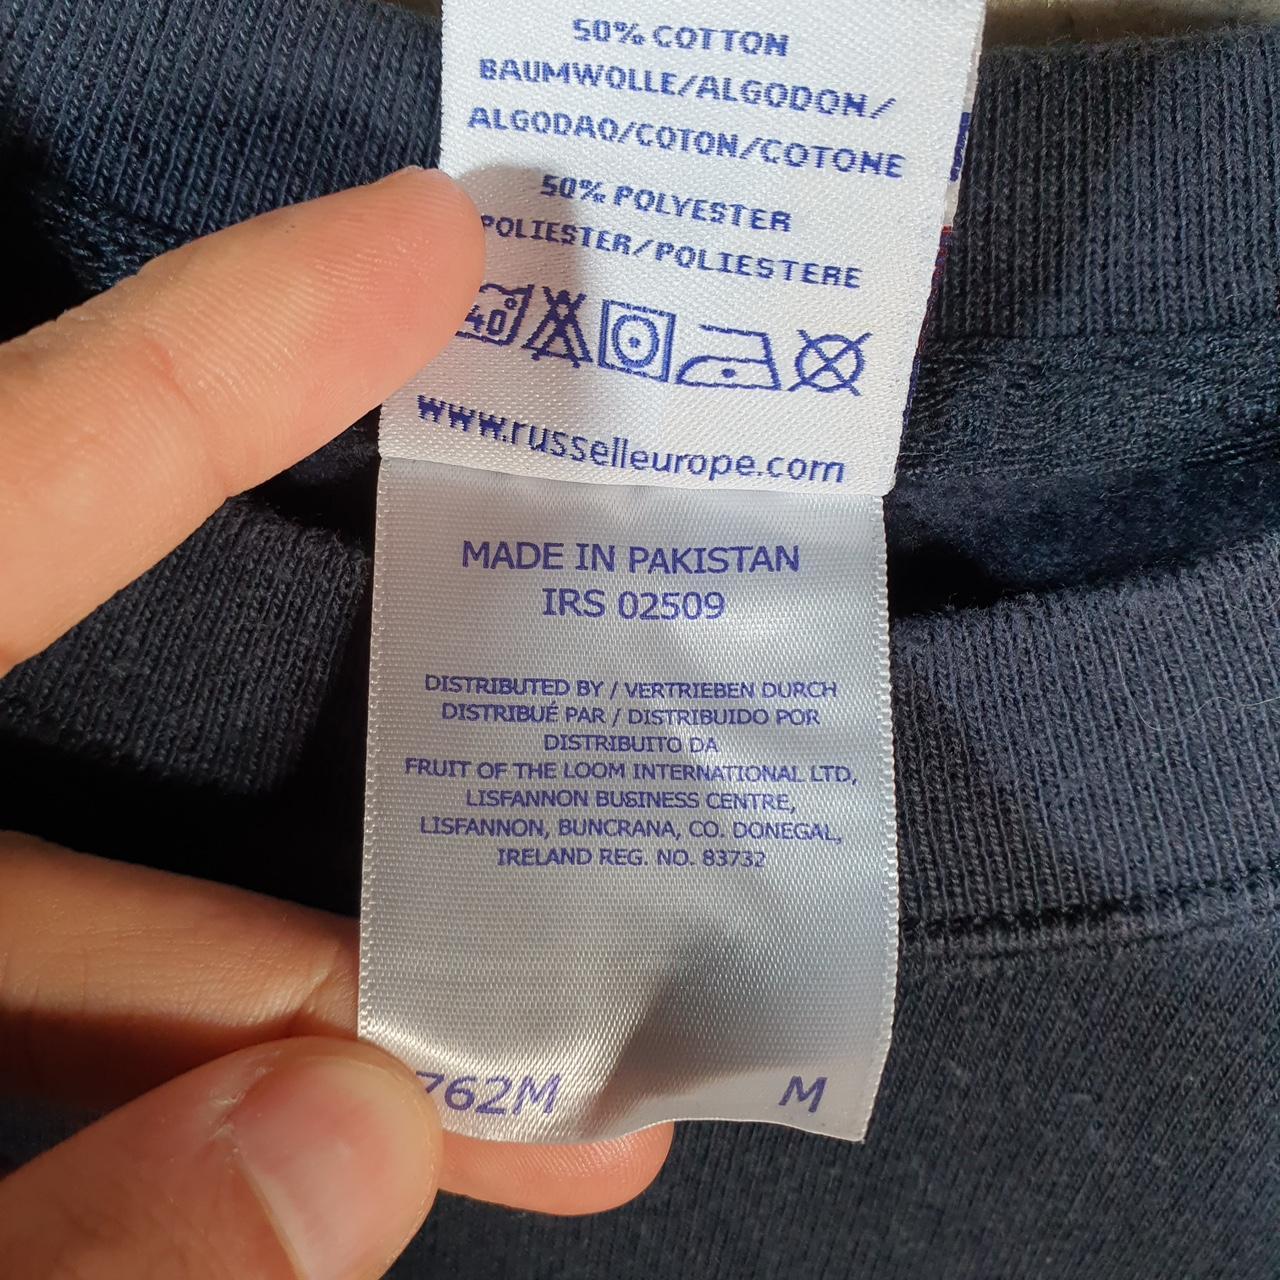 50% COTTON
BAUMWOLLE/ALGODON/
ALGODAO/COTON/COTONE
50% POLYESTER
POLIESTER/POLIESTERE
40°
www.russelleurope.com
MADE IN PAKISTAN
IRS 02509
DISTRIBUTED BY / VERTRIEBEN DURCH
DISTRIBUÉ PAR / DISTRIBUIDO POR
DISTRIBUITO DA
FRUIT OF THE LOOM INTERNATIONAL LTD,
LISFANNON BUSINESS CENTRE,
LISFANNON, BUNCRANA, CO. DONEGAL,
IRELAND REG. NO. 83732
762M M